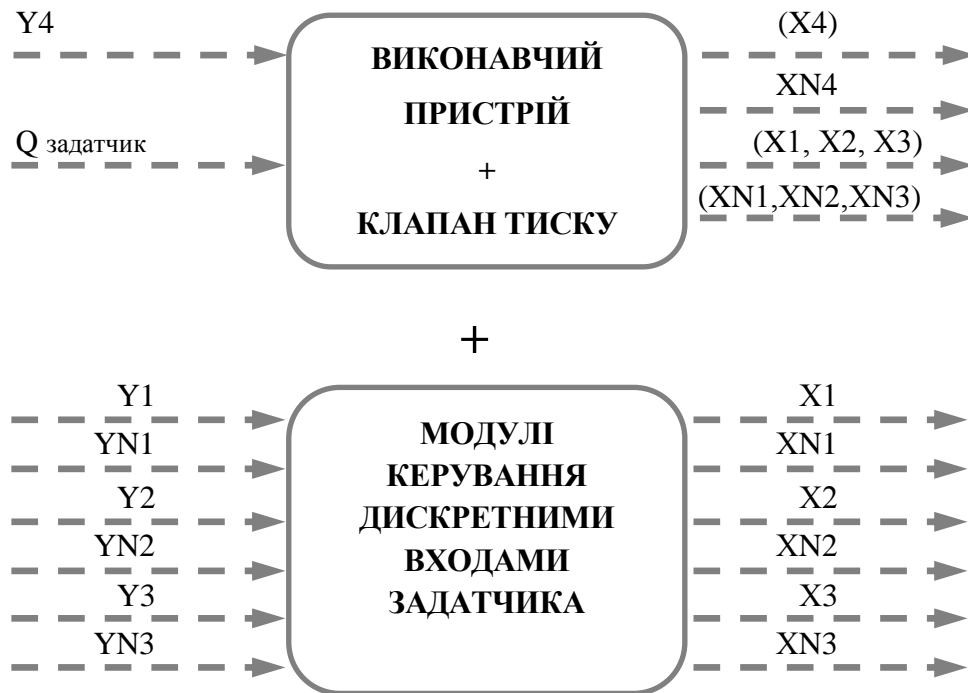 Y4
Q задатчик
ВИКОНАВЧИЙ
ПРИСТРІЙ
+
КЛАПАН ТИСКУ
(X4)
XN4
(X1, X2, X3)
(XN1,XN2,XN3)
+
Y1
YN1
Y2
YN2
Y3
YN3
МОДУЛІ
КЕРУВАННЯ
ДИСКРЕТНИМИ
ВХОДАМИ
ЗАДАТЧИКА
X1
XN1
X2
XN2
X3
XN3